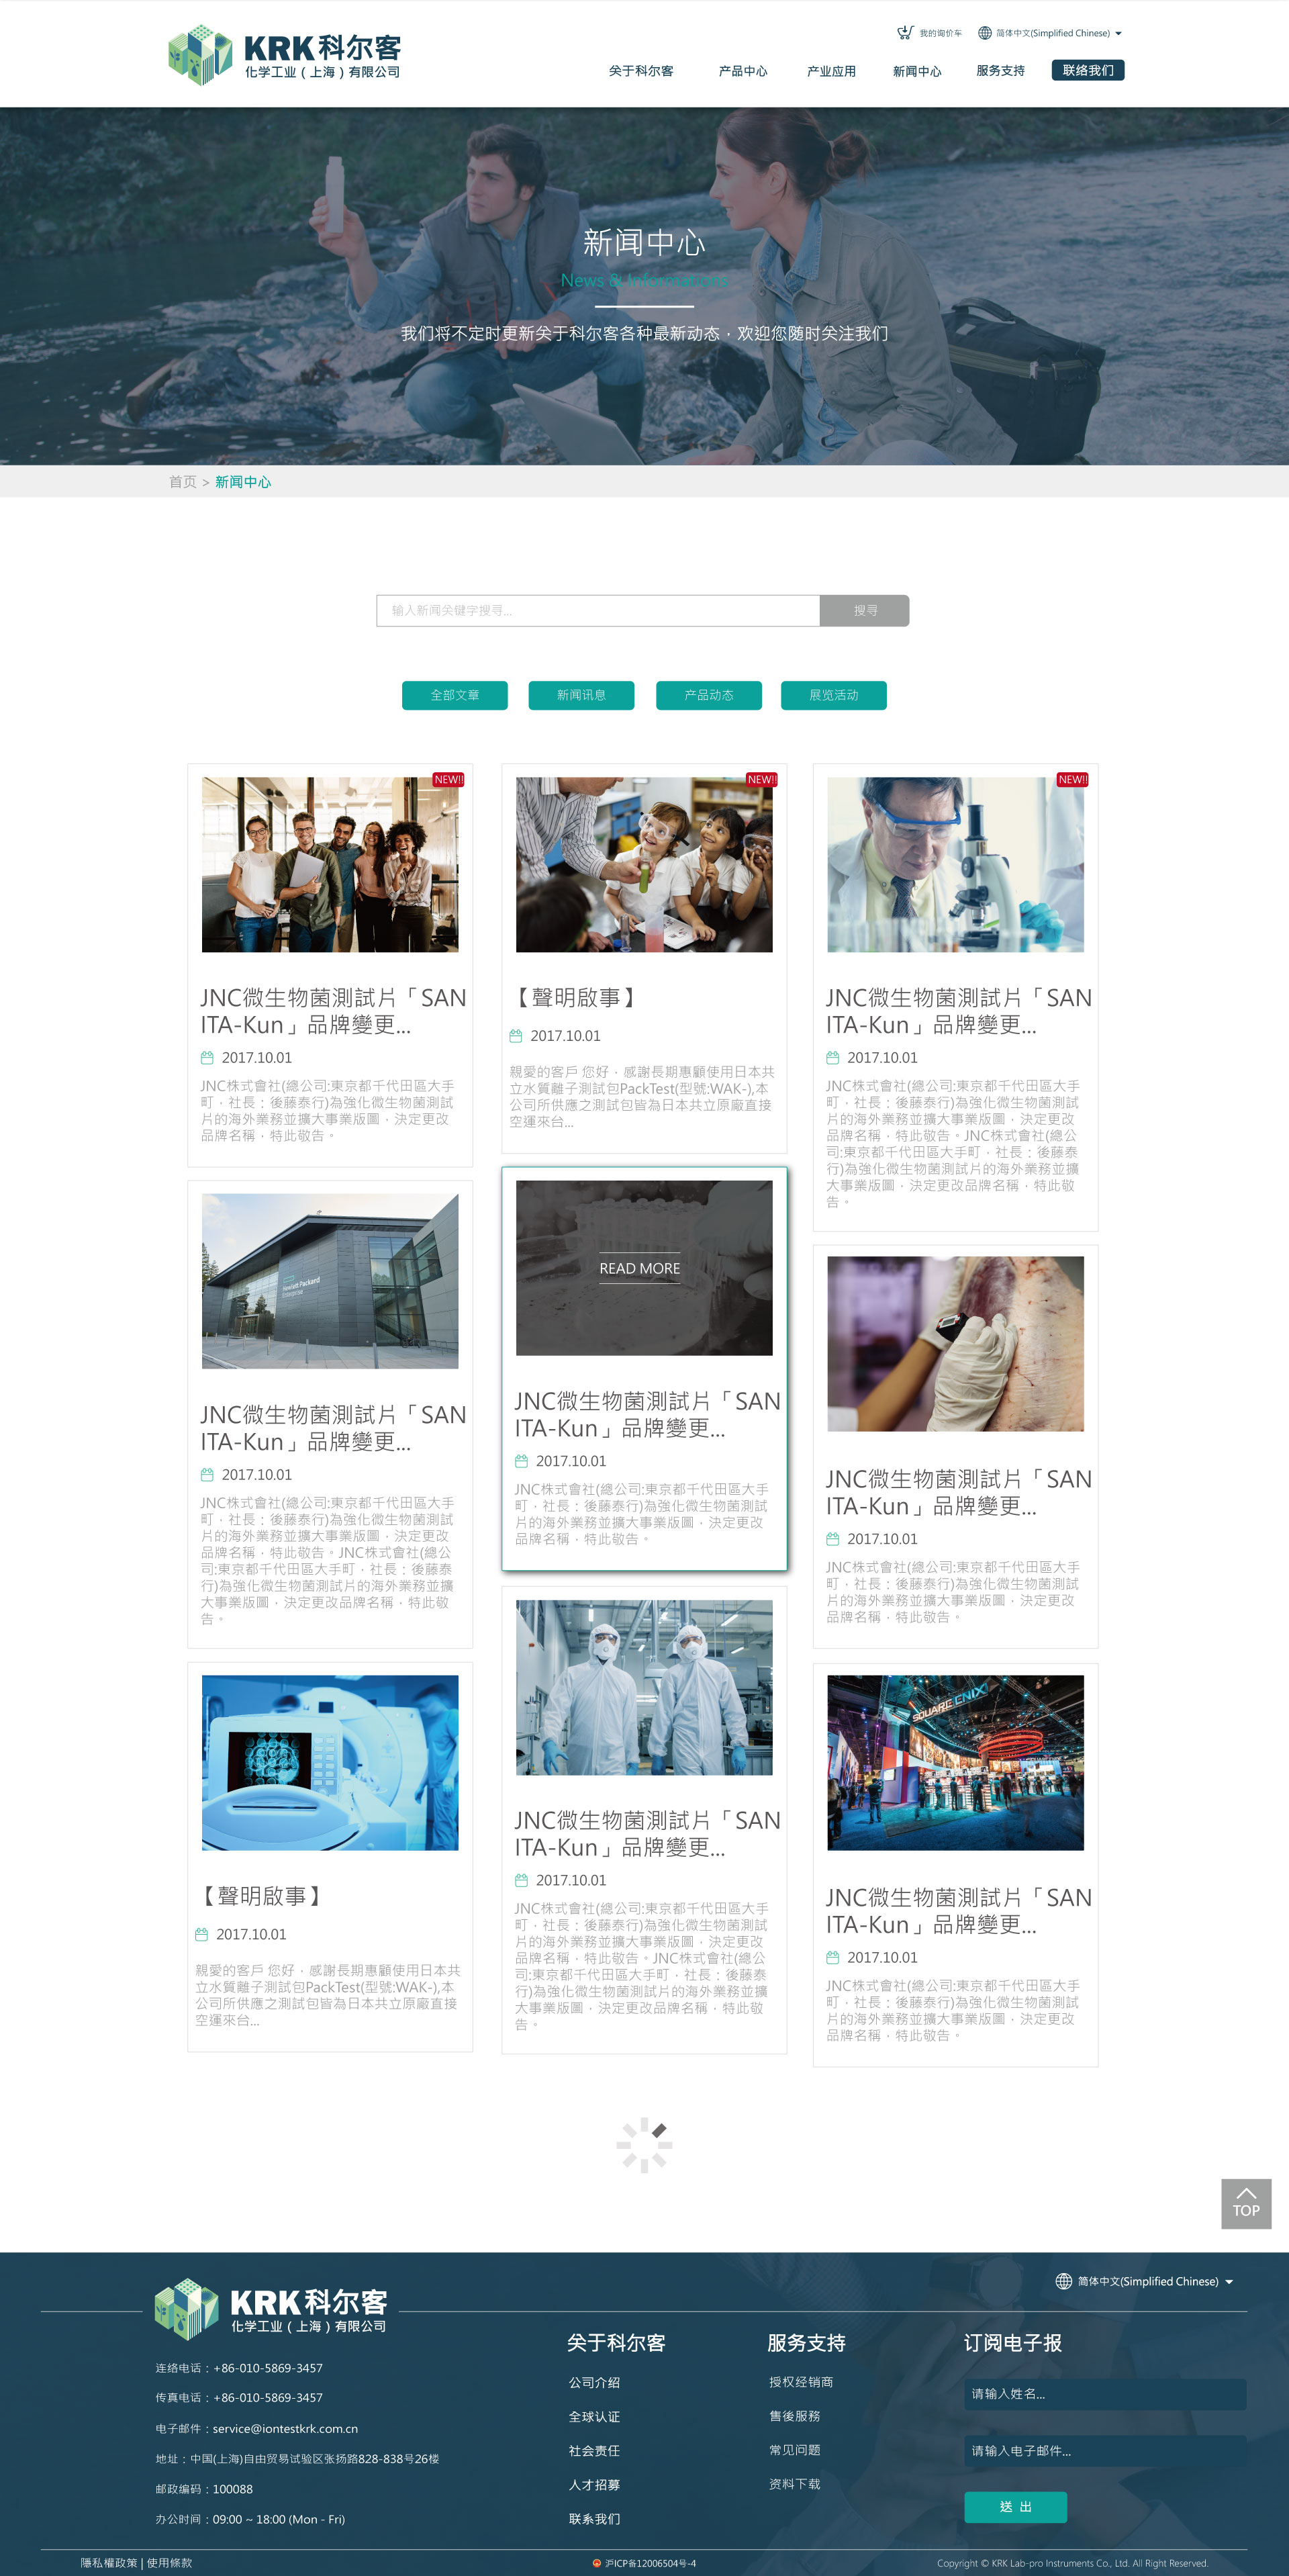 KRK科尔客
化学工业（上海）有限公司
我的询价车
简体中文(Simplified Chinese)
关于科尔客
产品中心
产业应用
新闻中心
服务支持
联络我们
新闻中心
News & Informations
我们将不定时更新关于科尔客各种最新动态，欢迎您随时关注我们
首页 > 新闻中心
输入新闻关键字搜寻...
搜寻
全部文章
新闻讯息
产品动态
展览活动
NEW!!
JNC微生物菌測試片「SAN
ITA-Kun」品牌變更...
2017.10.01
JNC株式會社(總公司:東京都千代田區大手
町，社長：後藤泰行)為強化微生物菌測試
片的海外業務並擴大事業版圖，決定更改
品牌名稱，特此敬告。
NEW!!
【聲明啟事】
2017.10.01
親愛的客戶 您好，感謝長期惠顧使用日本共
立水質離子測試包PackTest(型號:WAK-),本
公司所供應之測試包皆為日本共立原廠直接
空運來台...
NEW!!
JNC微生物菌測試片「SAN
ITA-Kun」品牌變更...
2017.10.01
JNC株式會社(總公司:東京都千代田區大手
町，社長：後藤泰行)為強化微生物菌測試
片的海外業務並擴大事業版圖，決定更改
品牌名稱，特此敬告。JNC株式會社(總公
司:東京都千代田區大手町，社長：後藤泰
行)為強化微生物菌測試片的海外業務並擴
大事業版圖，決定更改品牌名稱，特此敬
告。
Hewlett Packard
Enterprise
JNC微生物菌測試片「SAN
ITA-Kun」品牌變更...
2017.10.01
JNC株式會社(總公司:東京都千代田區大手
町，社長：後藤泰行)為強化微生物菌測試
片的海外業務並擴大事業版圖，決定更改
品牌名稱，特此敬告。JNC株式會社(總公
司:東京都千代田區大手町，社長：後藤泰
行)為強化微生物菌測試片的海外業務並擴
大事業版圖，決定更改品牌名稱，特此敬
告。
READ MORE
JNC微生物菌測試片「SAN
ITA-Kun」品牌變更...
2017.10.01
JNC株式會社(總公司:東京都千代田區大手
町，社長：後藤泰行)為強化微生物菌測試
片的海外業務並擴大事業版圖，決定更改
品牌名稱，特此敬告。
JNC微生物菌測試片「SAN
ITA-Kun」品牌變更...
2017.10.01
JNC株式會社(總公司:東京都千代田區大手
町，社長：後藤泰行)為強化微生物菌測試
片的海外業務並擴大事業版圖，決定更改
品牌名稱，特此敬告。
【聲明啟事】
2017.10.01
親愛的客戶 您好，感謝長期惠顧使用日本共
立水質離子測試包PackTest(型號:WAK-),本
公司所供應之測試包皆為日本共立原廠直接
空運來台...
JNC微生物菌測試片「SAN
ITA-Kun」品牌變更...
2017.10.01
JNC株式會社(總公司:東京都千代田區大手
町，社長：後藤泰行)為強化微生物菌測試
片的海外業務並擴大事業版圖，決定更改
品牌名稱，特此敬告。JNC株式會社(總公
司:東京都千代田區大手町，社長：後藤泰
行)為強化微生物菌測試片的海外業務並擴
大事業版圖，決定更改品牌名稱，特此敬
告。
SQUARE ENIX
JNC微生物菌測試片「SAN
ITA-Kun」品牌變更...
2017.10.01
JNC株式會社(總公司:東京都千代田區大手
町，社長：後藤泰行)為強化微生物菌測試
片的海外業務並擴大事業版圖，決定更改
品牌名稱，特此敬告。
TOP
简体中文(Simplified Chinese)
KRK科尔客
化学工业（上海）有限公司
连络电话：+86-010-5869-3457
传真电话：+86-010-5869-3457
电子邮件：service@iontestkrk.com.cn
地址：中国(上海)自由贸易试验区张扬路828-838号26楼
邮政编码：100088
办公时间：09:00 ~ 18:00 (Mon - Fri)
关于科尔客
公司介绍
全球认证
社会责任
人才招募
联系我们
服务支持
授权经销商
售後服務
常见问题
资料下载
订阅电子报
请输入姓名...
请输入电子邮件...
送 出
隱私權政策 | 使用條款
沪ICP备12006504号-4
Copyright © KRK Lab-pro Instruments Co., Ltd. All Right Reserved.